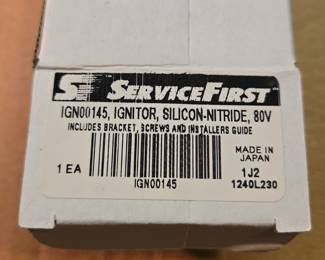 SF SERVICEFIRST
IGN00145, IGNITOR, SILICON-NITRIDE, 80V
INCLUDES BRACKET, SCREWS AND INSTALLERS GUIDE
1 EA
MADE IN
JAPAN
IGN00145
1J2
1240L230